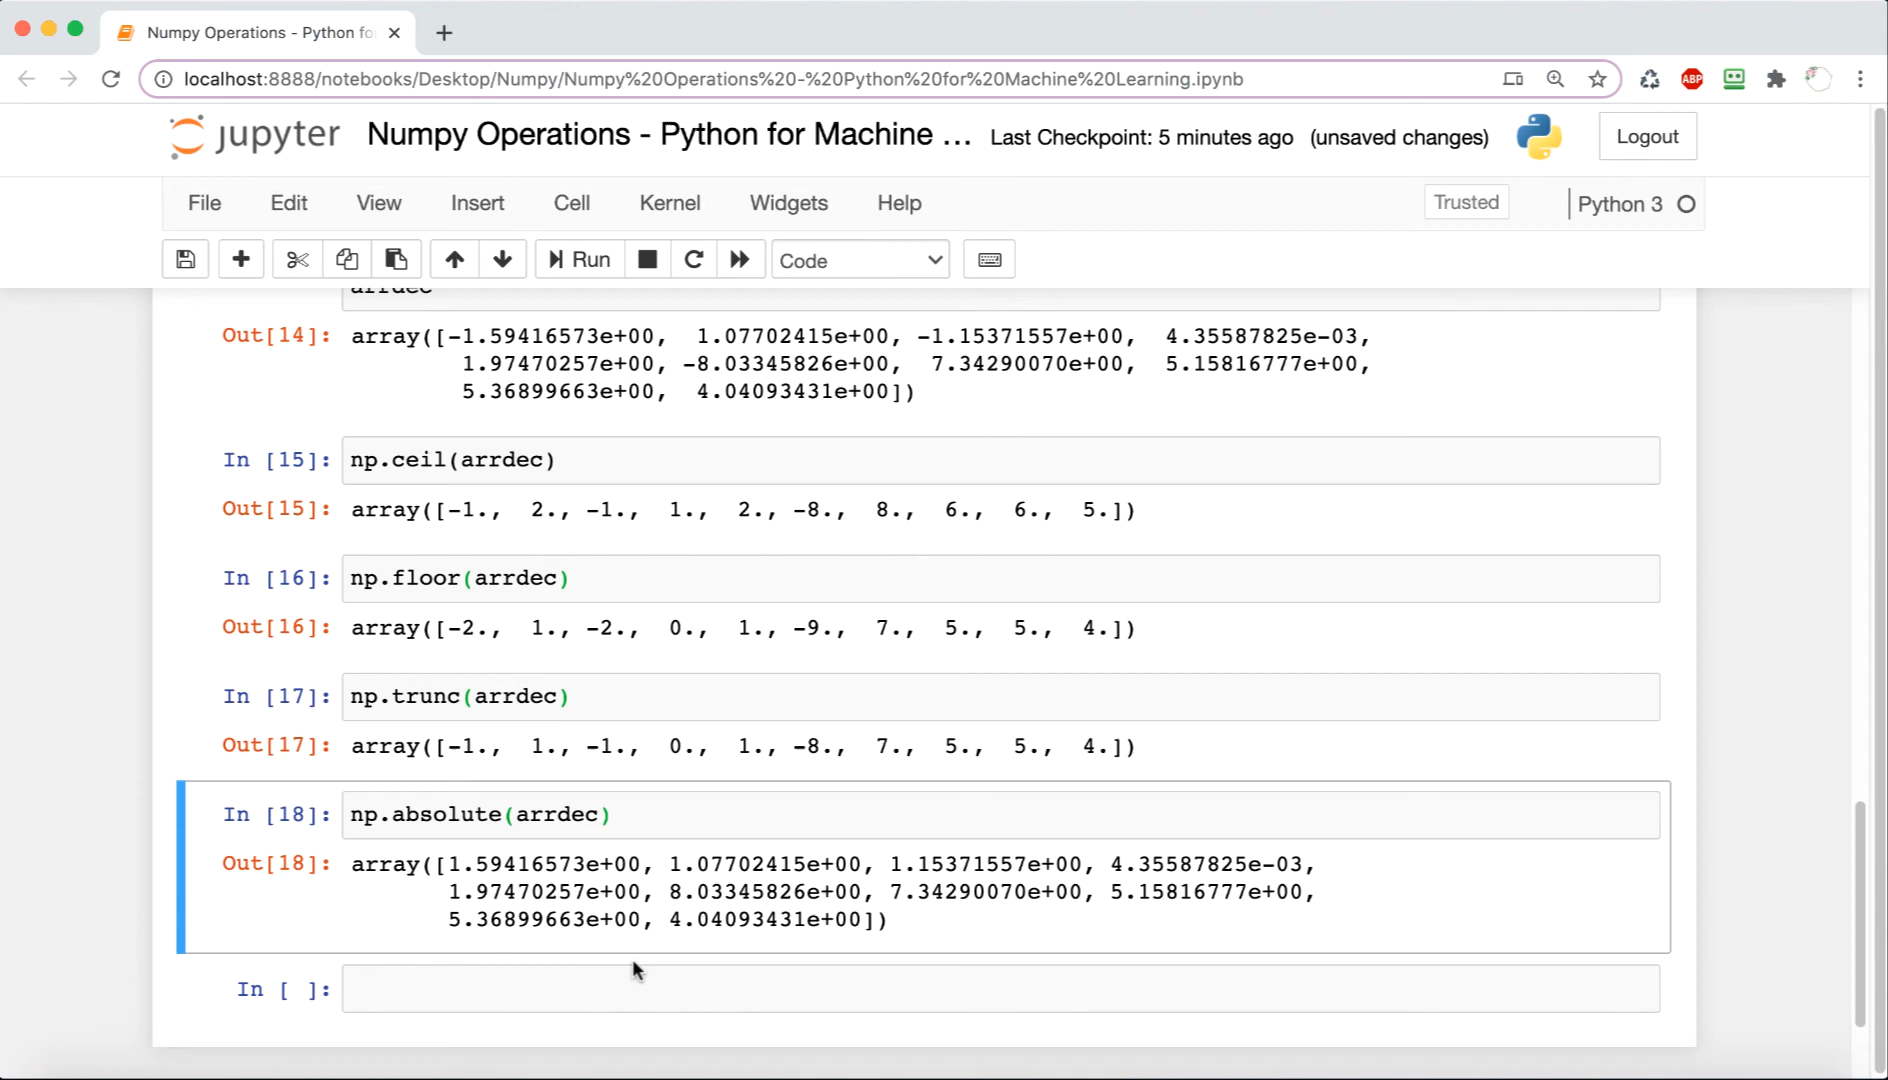 Numpy Operations - Python fo
localhost:8888/notebooks/Desktop/Numpy/Numpy%20Operations%20-%20Python%20for%20Machine%20Learning.ipynb
ABP
jupyter Numpy Operations - Python for Machine ... Last Checkpoint: 5 minutes ago (unsaved changes) Logout
File Edit View Insert Cell Kernel Widgets Help Trusted Python 3
Run Code
arrdec
Out[14]: array([-1.59416573e+00, 1.07702415e+00, -1.15371557e+00, 4.35587825e-03,
1.97470257e+00, -8.03345826e+00, 7.34290070e+00, 5.15816777e+00,
5.36899663e+00, 4.04093431e+00])
In [15]: np.ceil(arrdec)
Out[15]: array([-1., 2., -1., 1., 2., -8., 8., 6., 6., 5.])
In [16]: np.floor(arrdec)
Out[16]: array([-2., 1., -2., 0., 1., -9., 7., 5., 5., 4.])
In [17]: np.trunc(arrdec)
Out[17]: array([-1., 1., -1., 0., 1., -8., 7., 5., 5., 4.])
In [18]: np.absolute(arrdec)
Out[18]: array([1.59416573e+00, 1.07702415e+00, 1.15371557e+00, 4.35587825e-03,
1.97470257e+00, 8.03345826e+00, 7.34290070e+00, 5.15816777e+00,
5.36899663e+00, 4.04093431e+00])
In [ ]: